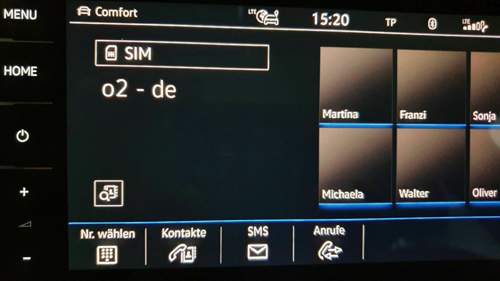 MENU
HOME
Comfort
LTE
15:20
TP
LTE
SIM
o2 - de
Martina
Franzi
Sonja
Michaela
Walter
Oliver
Nr. wählen
Kontakte
SMS
Anrufe